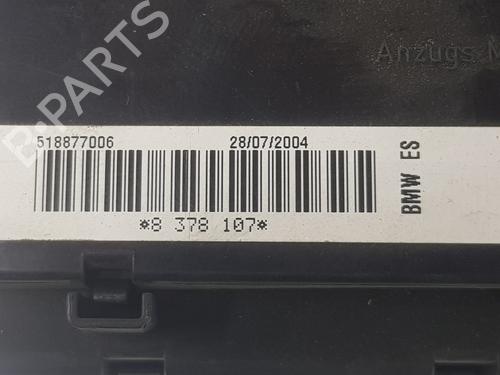 Anzugs
518877006 28/07/2004
*8 378 107*
BMW ES
B-PARTS